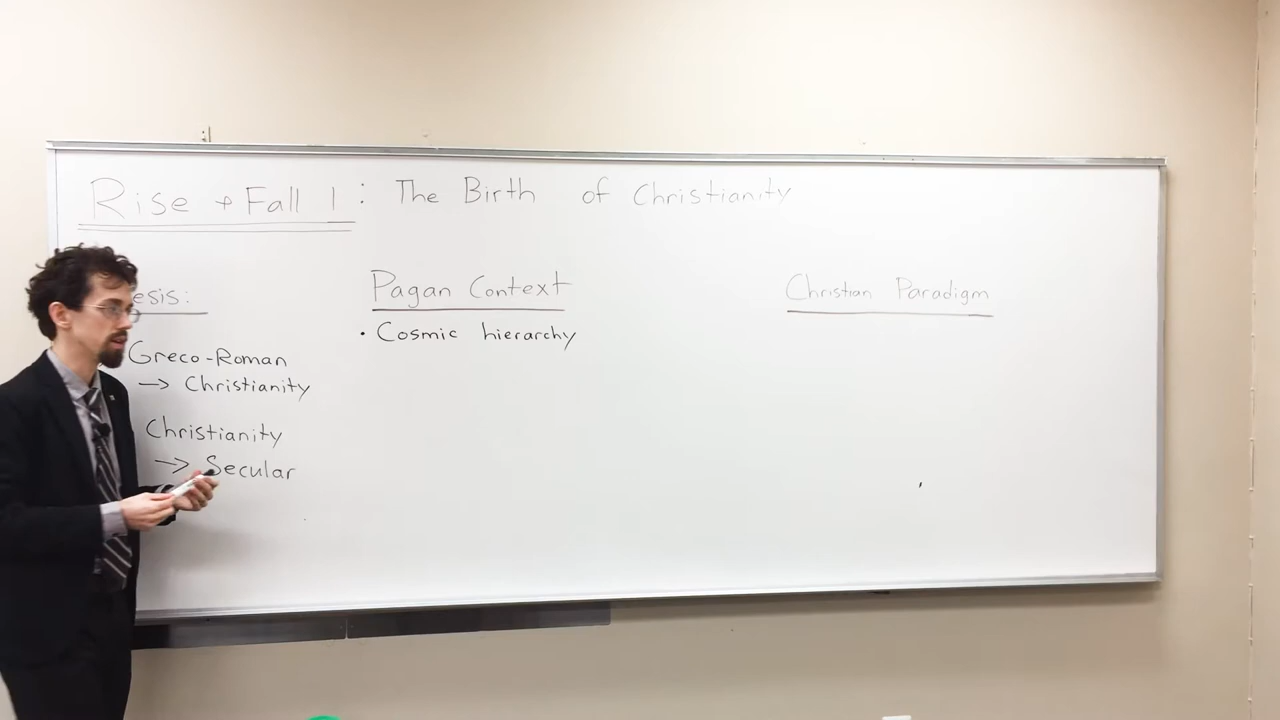 Rise + Fall 1: The Birth of Christianity
esis:
Greco-Roman
→ Christianity
Christianity
→ Secular
Pagan Context
• Cosmic hierarchy
Christian Paradigm